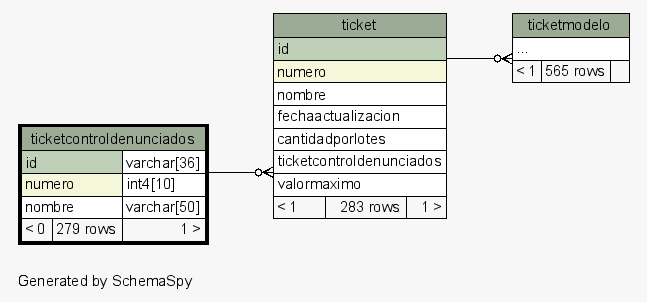 ticket
id
numero
nombre
fechaactualizacion
cantidadporlotes
ticketcontroldenunciados
valormaximo
< 1 283 rows 1 >
ticketmodelo
...
< 1 565 rows
ticketcontroldenunciados
id varchar[36]
numero int4[10]
nombre varchar[50]
< 0 279 rows 1 >
Generated by SchemaSpy